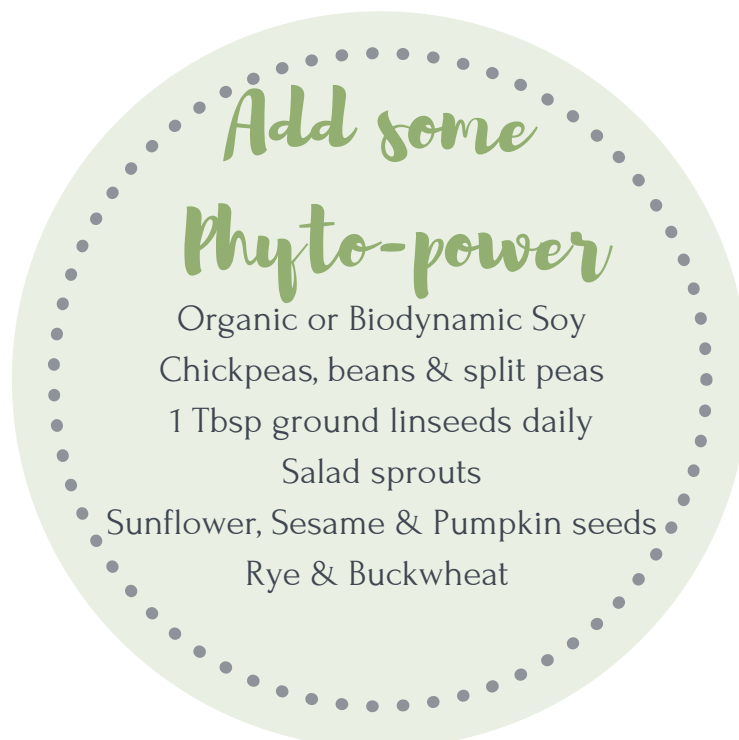 Add some
Phyto-power
Organic or Biodynamic Soy
Chickpeas, beans & split peas
1 Tbsp ground linseeds daily
Salad sprouts
Sunflower, Sesame & Pumpkin seeds
Rye & Buckwheat